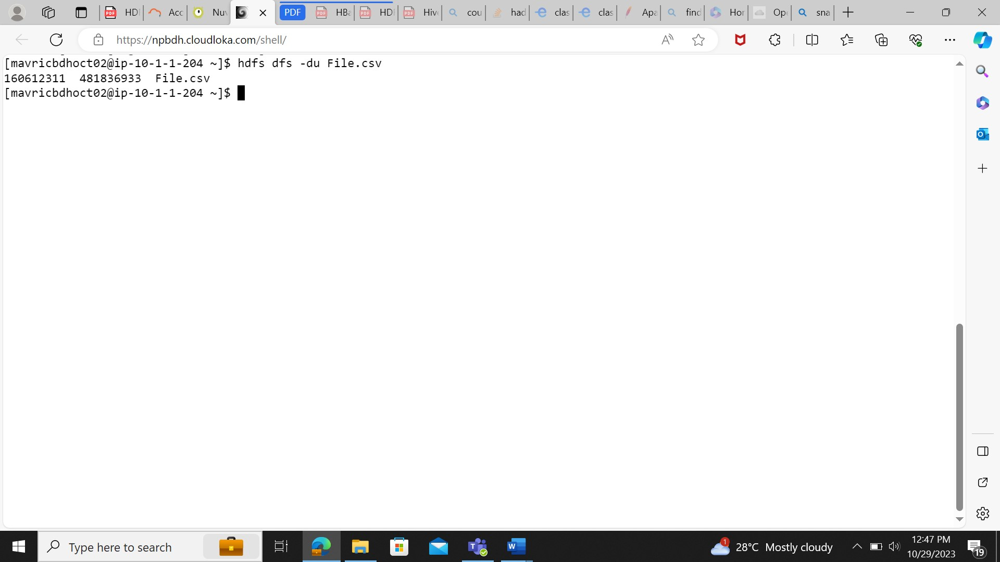 HD
Acc
Nuv
PDF
HBa
HD
Hiv
cou
had
clas
clas
Apa
find
Hor
Op
sna
https://npbdh.cloudloka.com/shell/
[mavricbdhoct02@ip-10-1-1-204 ~]$ hdfs dfs -du File.csv
160612311  481836933  File.csv
[mavricbdhoct02@ip-10-1-1-204 ~]$
Type here to search
1
28°C Mostly cloudy
12:47 PM
10/29/2023
19